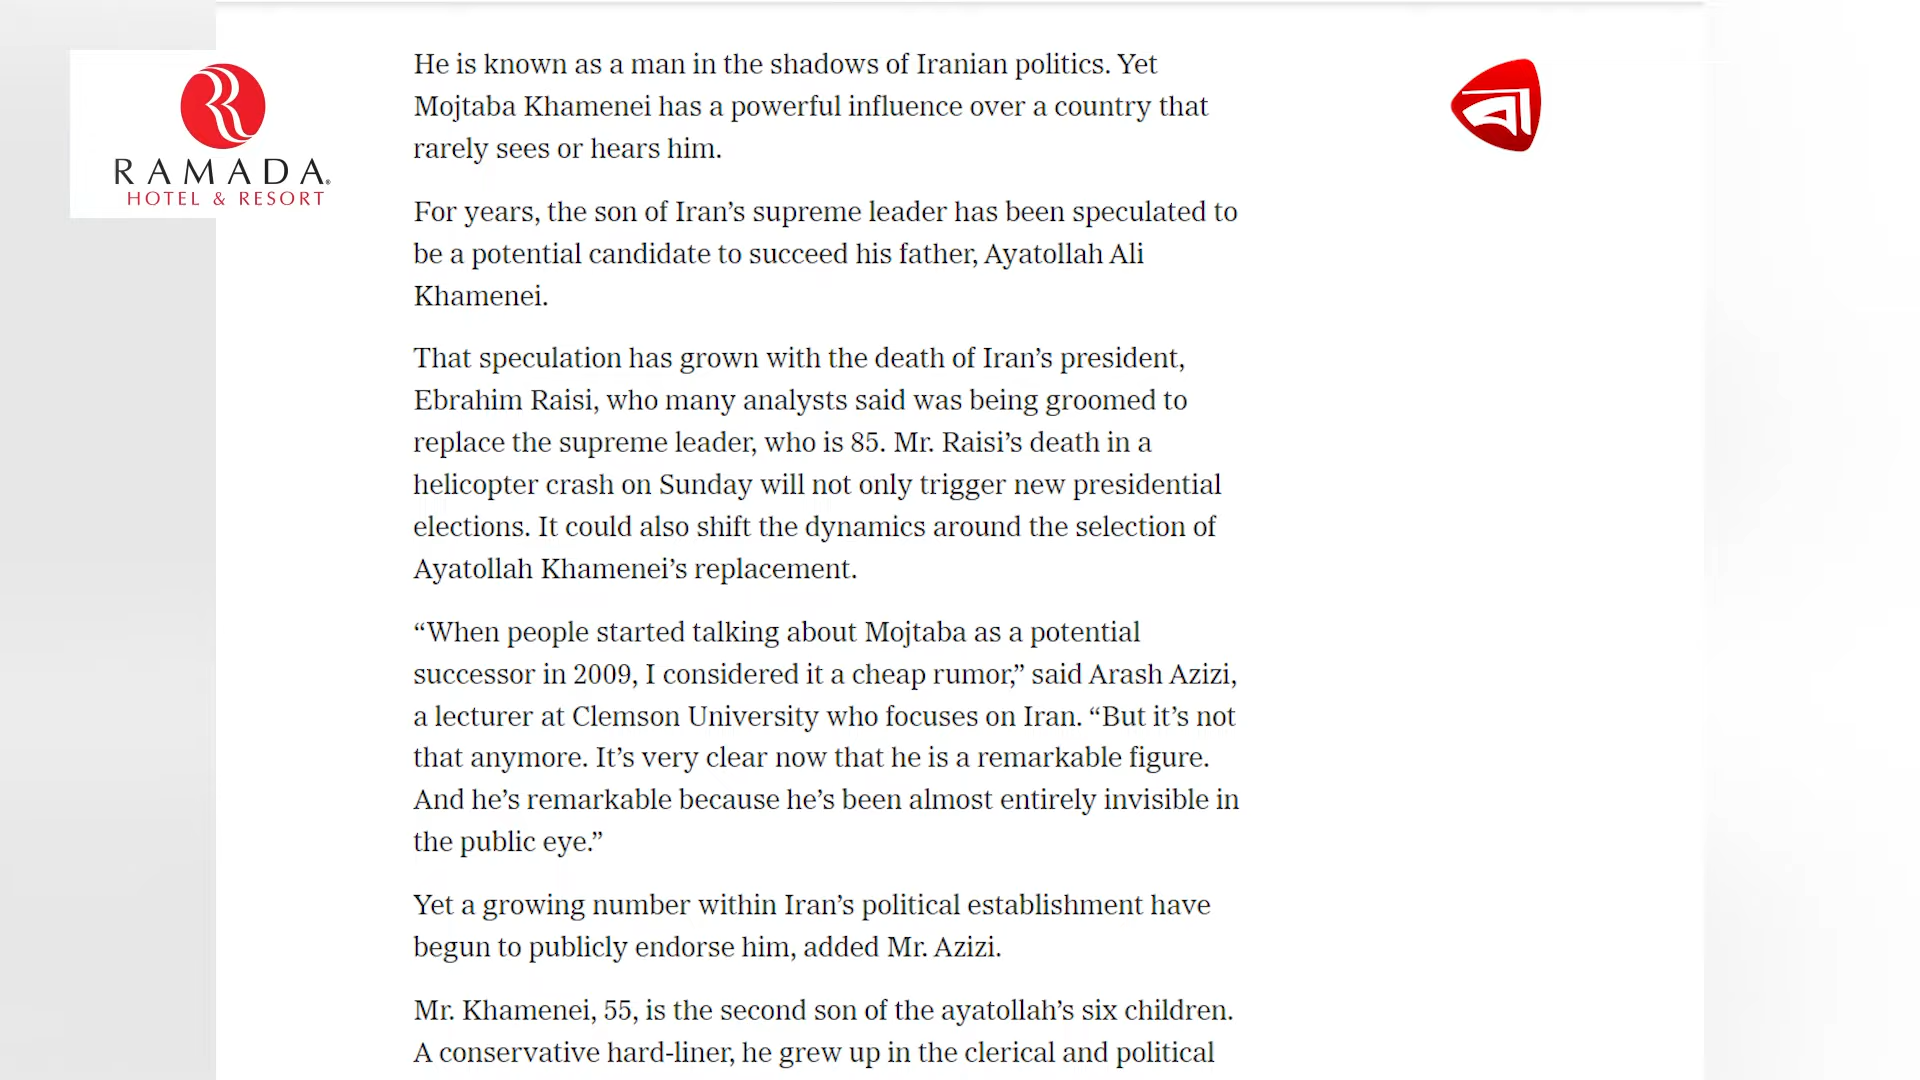 RAMADA®
HOTEL & RESORT
He is known as a man in the shadows of Iranian politics. Yet
Mojtaba Khamenei has a powerful influence over a country that
rarely sees or hears him.
For years, the son of Iran’s supreme leader has been speculated to
be a potential candidate to succeed his father, Ayatollah Ali
Khamenei.
That speculation has grown with the death of Iran’s president,
Ebrahim Raisi, who many analysts said was being groomed to
replace the supreme leader, who is 85. Mr. Raisi’s death in a
helicopter crash on Sunday will not only trigger new presidential
elections. It could also shift the dynamics around the selection of
Ayatollah Khamenei’s replacement.
“When people started talking about Mojtaba as a potential
successor in 2009, I considered it a cheap rumor,” said Arash Azizi,
a lecturer at Clemson University who focuses on Iran. “But it’s not
that anymore. It’s very clear now that he is a remarkable figure.
And he’s remarkable because he’s been almost entirely invisible in
the public eye.”
Yet a growing number within Iran’s political establishment have
begun to publicly endorse him, added Mr. Azizi.
Mr. Khamenei, 55, is the second son of the ayatollah’s six children.
A conservative hard-liner, he grew up in the clerical and political